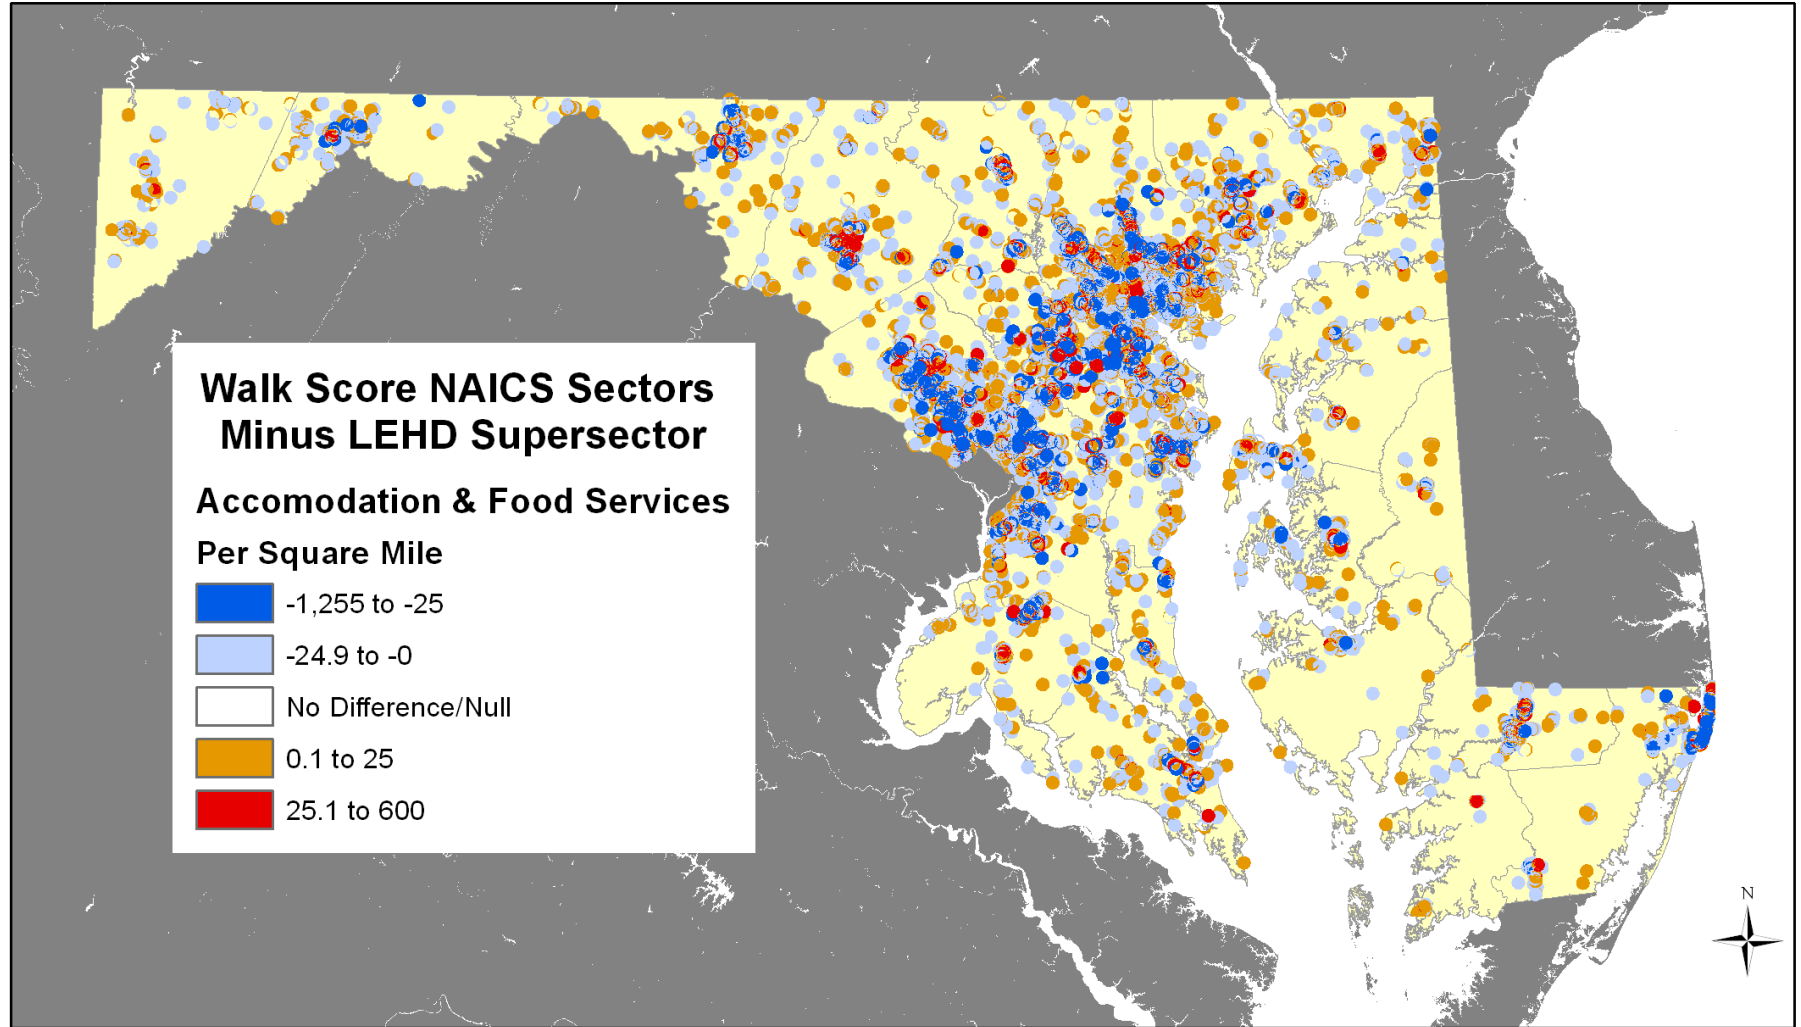 Walk Score NAICS Sectors
Minus LEHD Supersector
Accomodation & Food Services
Per Square Mile
-1,255 to -25
-24.9 to -0
No Difference/Null
0.1 to 25
25.1 to 600
N